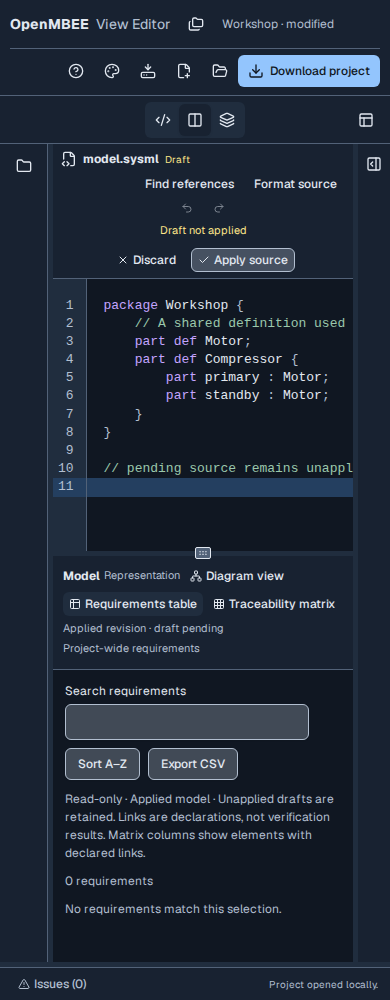 OpenMBEE View Editor Workshop · modified
Download project
model.sysml Draft
Find references Format source
Draft not applied
Discard Apply source
1 package Workshop {
2 // A shared definition used
3 part def Motor;
4 part def Compressor {
5 part primary : Motor;
6 part standby : Motor;
7 }
8 }
9
10 // pending source remains unappl
11
Model Representation Diagram view
Requirements table Traceability matrix
Applied revision · draft pending
Project-wide requirements
Search requirements
Sort A–Z Export CSV
Read-only · Applied model · Unapplied drafts are
retained. Links are declarations, not verification
results. Matrix columns show elements with
declared links.
0 requirements
No requirements match this selection.
Issues (0) Project opened locally.